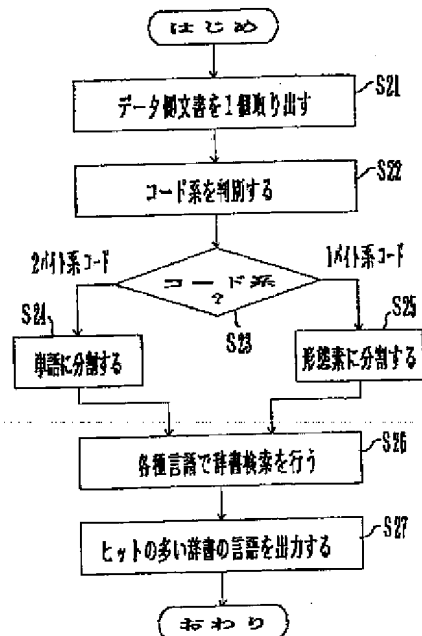 はじめ
データ側文書を1個取り出す
S21
コード系を判別する
S22
2バイト系コード
1バイト系コード
コード系
?
S23
S24
単語に分割する
S25
形態素に分割する
各種言語で辞書検索を行う
S26
ヒットの多い辞書の言語を出力する
S27
おわり